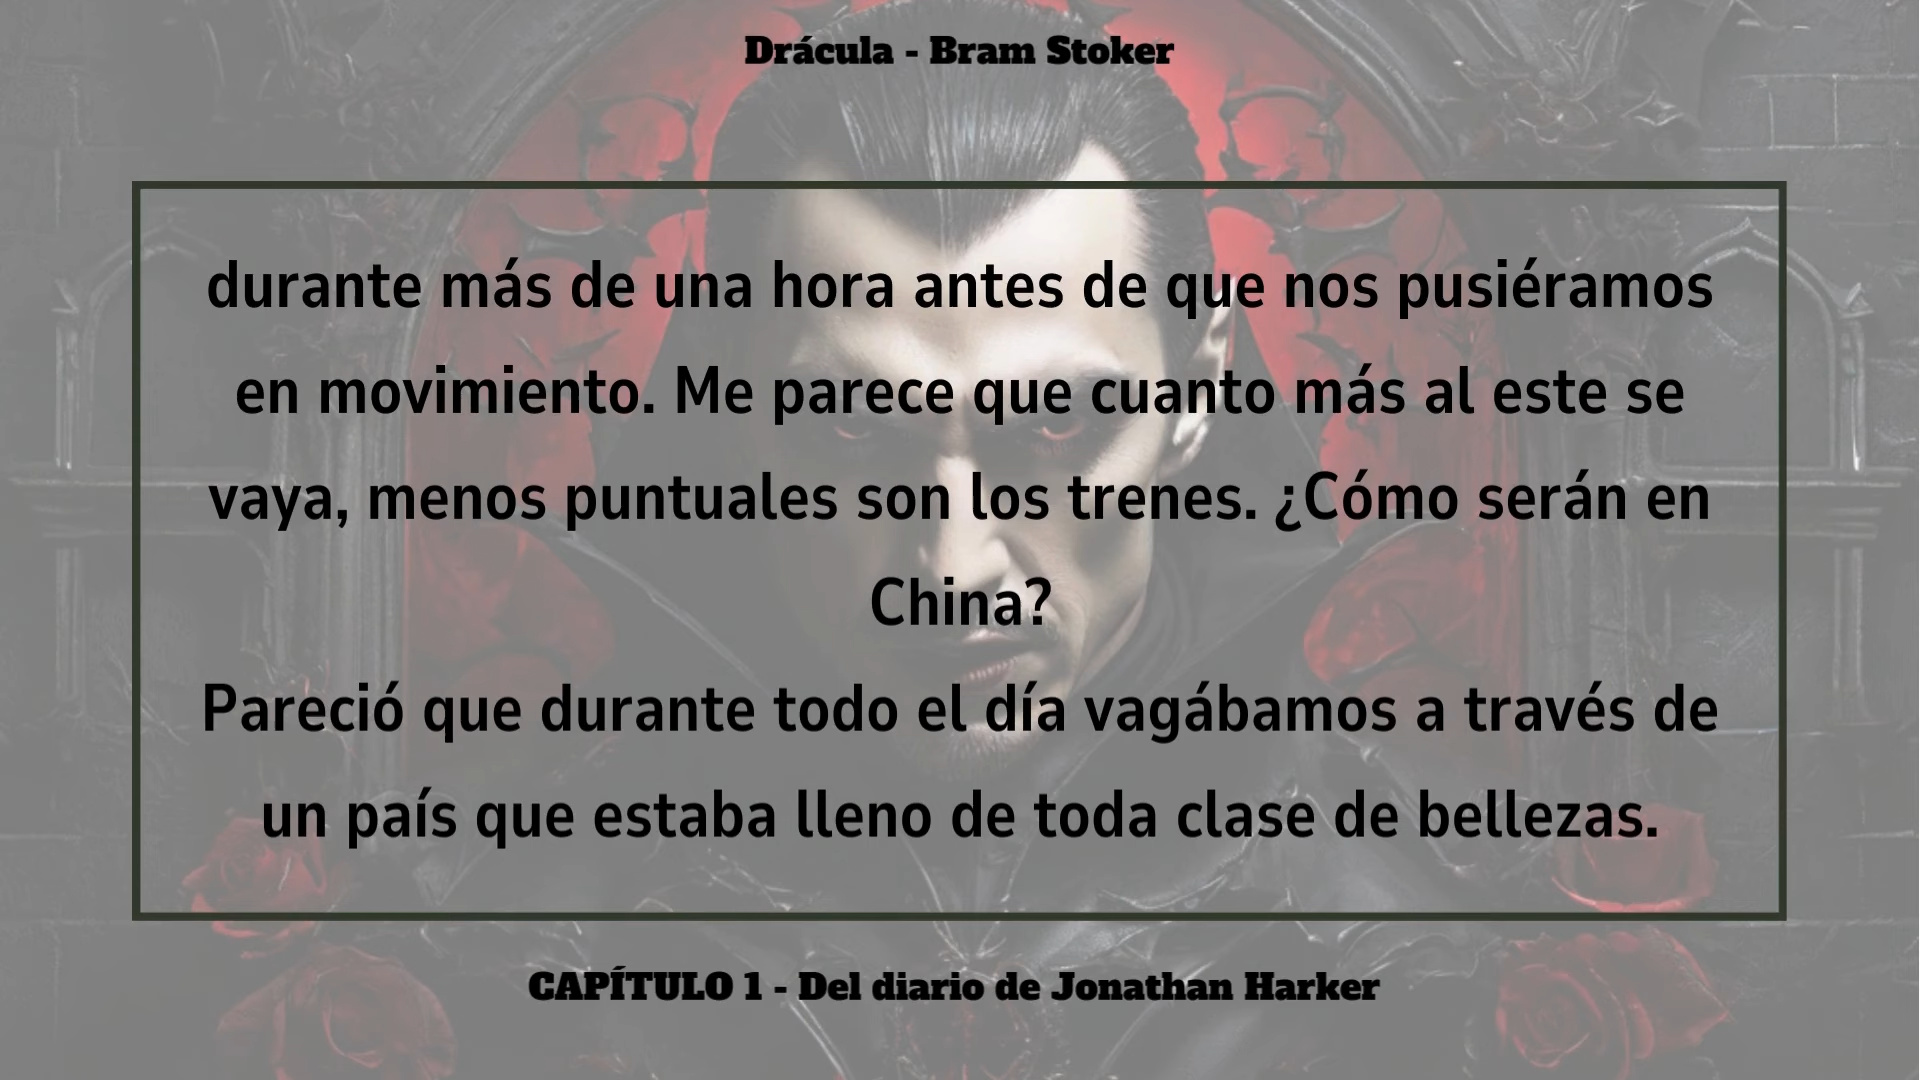 Drácula - Bram Stoker
durante más de una hora antes de que nos pusiéramos
en movimiento. Me parece que cuanto más al este se
vaya, menos puntuales son los trenes. ¿Cómo serán en
China?
Pareció que durante todo el día vagábamos a través de
un país que estaba lleno de toda clase de bellezas.
CAPÍTULO 1 - Del diario de Jonathan Harker